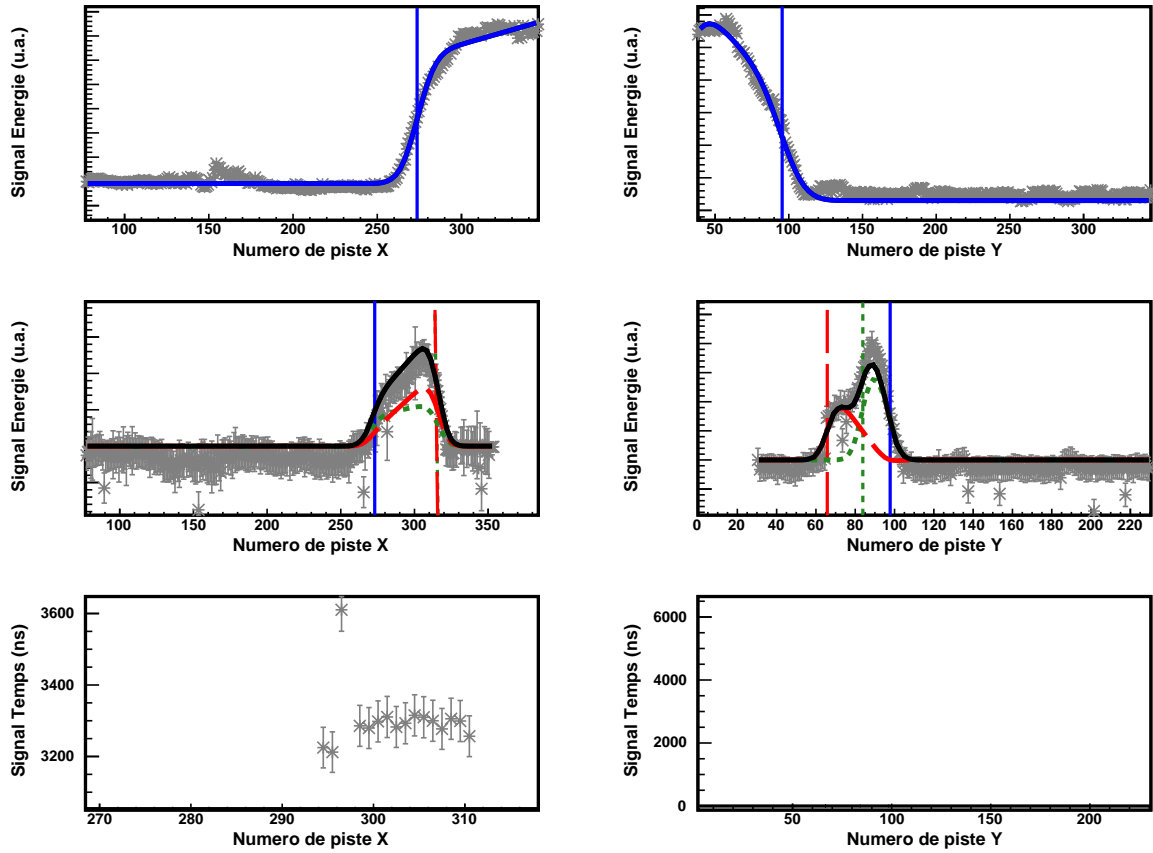 Signal Energie (u.a.)
100 150 200 250 300
Numero de piste X
Signal Energie (u.a.)
50 100 150 200 250 300
Numero de piste Y
Signal Energie (u.a.)
100 150 200 250 300 350
Numero de piste X
Signal Energie (u.a.)
0 20 40 60 80 100 120 140 160 180 200 220
Numero de piste Y
Signal Temps (ns)
3600
3400
3200
270 280 290 300 310
Numero de piste X
Signal Temps (ns)
6000
4000
2000
0
50 100 150 200
Numero de piste Y